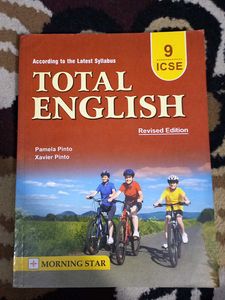 According to the Latest Syllabus
9
ICSE
TOTAL
ENGLISH
Revised Edition
Pamela Pinto
Xavier Pinto
MORNING STAR